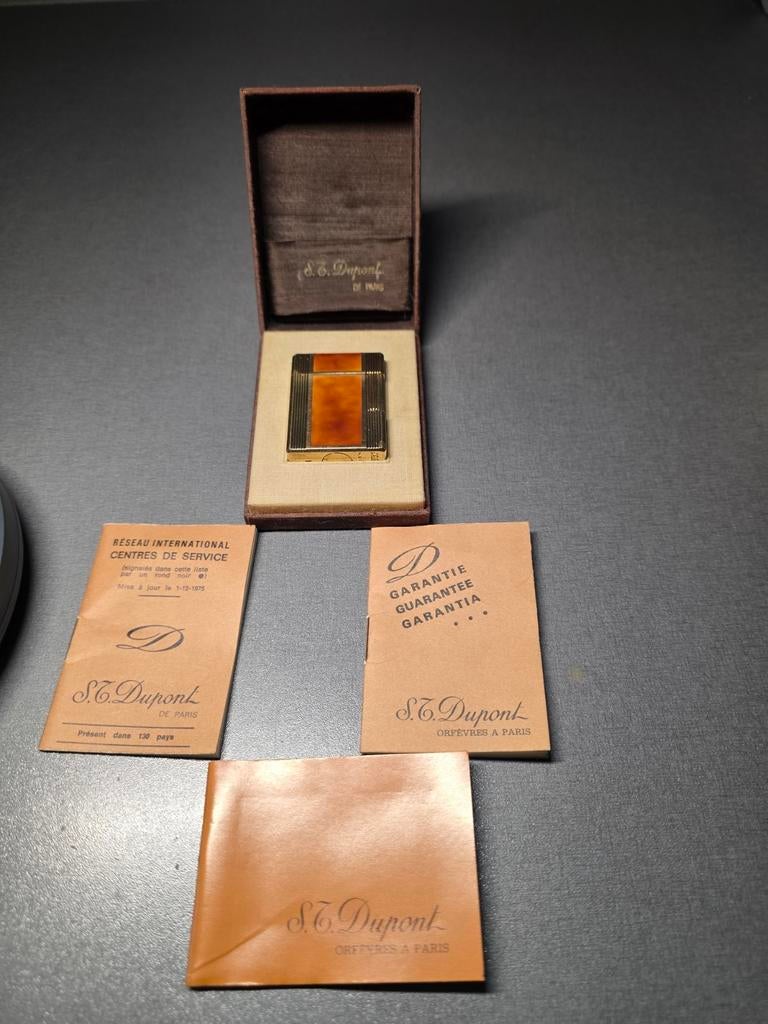 S.T. Dupont
DE PARIS
RÉSEAU INTERNATIONAL
CENTRES DE SERVICE
(signalés dans cette liste
par un rond noir ●)
Mise à jour le 1-12-1975
D
S.T. Dupont
DE PARIS
Présent dans 130 pays
D
GARANTIE
GUARANTEE
GARANTIA
...
S.T. Dupont
ORFÈVRES A PARIS
S.T. Dupont
ORFÈVRES A PARIS